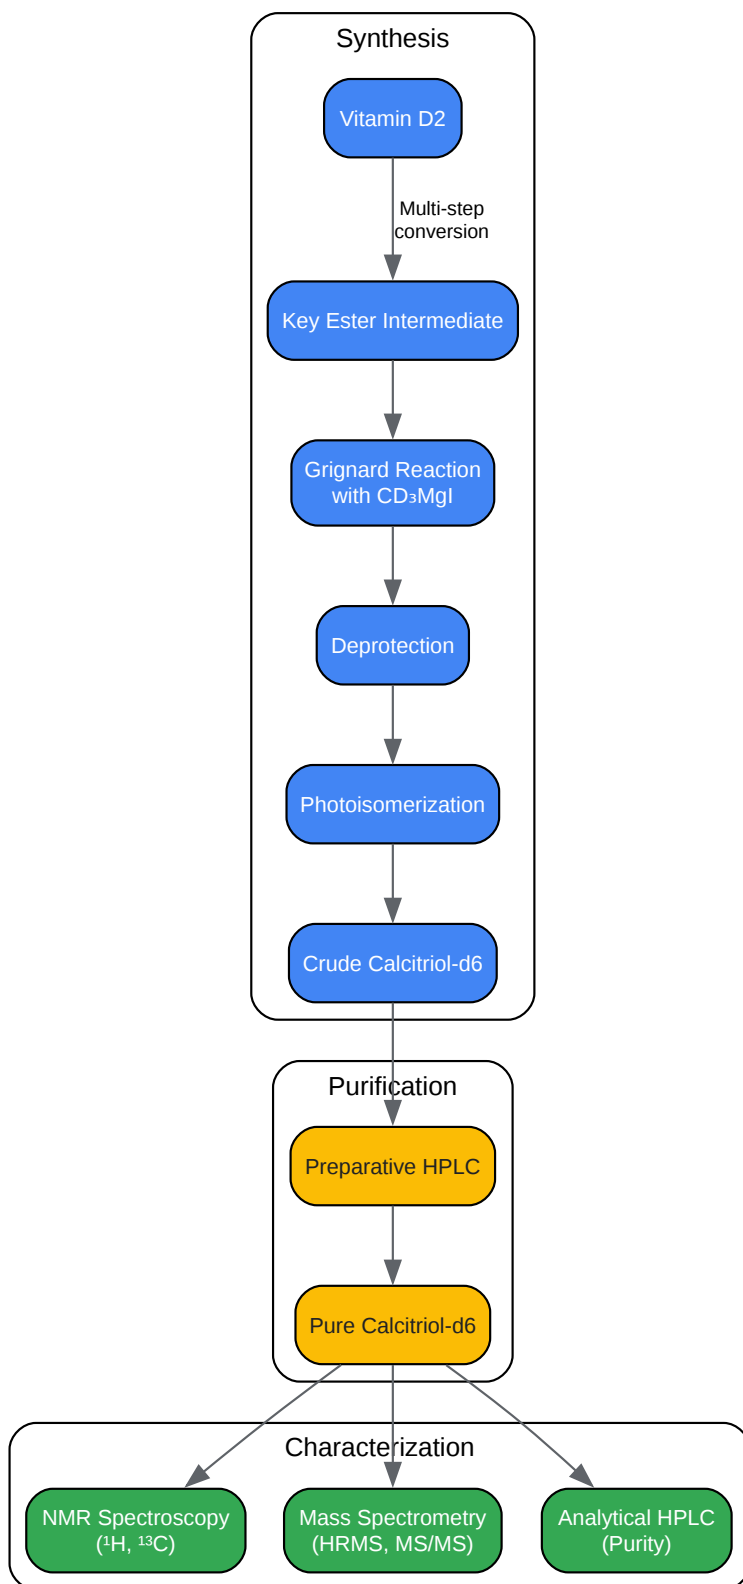 Synthesis
Vitamin D2
Multi-step
conversion
Key Ester Intermediate
Grignard Reaction
with CD₃MgI
Deprotection
Photoisomerization
Crude Calcitriol-d6
Purification
Preparative HPLC
Pure Calcitriol-d6
Characterization
NMR Spectroscopy
(¹H, ¹³C)
Mass Spectrometry
(HRMS, MS/MS)
Analytical HPLC
(Purity)